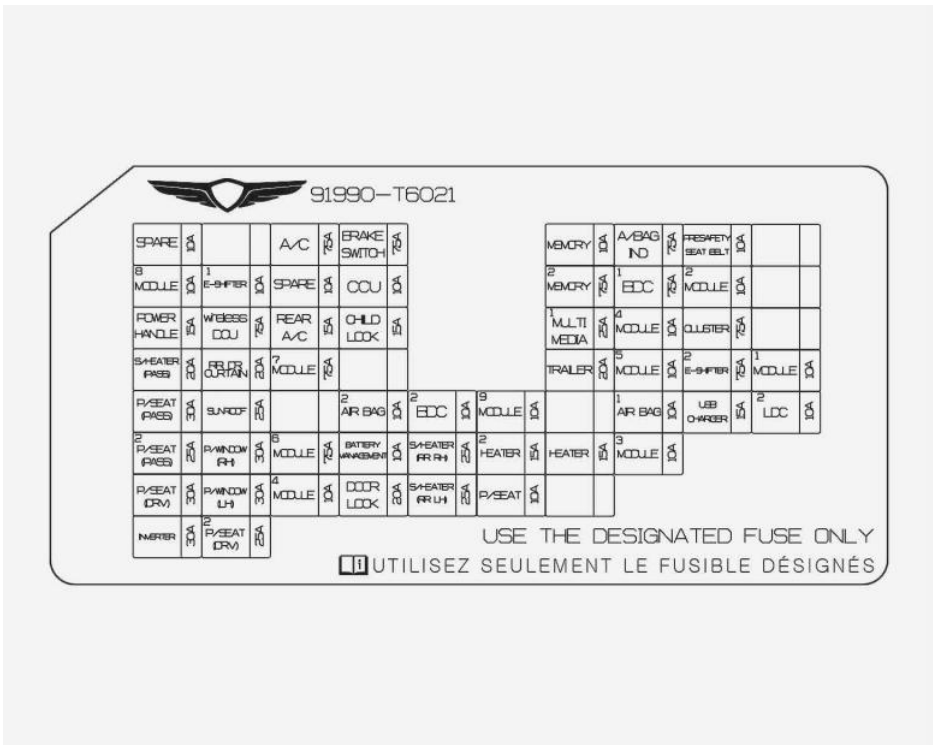 91990-T6021
SPARE 10A A/C 7.5A BRAKE SWITCH 7.5A MEMORY 10A A/BAG IND 7.5A PRESAFETY SEAT BELT 10A
8 MODULE 10A 1 E-SHIFTER 10A SPARE 10A CCU 10A 2 MEMORY 7.5A 1 BDC 7.5A 2 MODULE 10A
POWER HANDLE 15A wireless DCU 7.5A REAR A/C 15A CHILD LOCK 15A 1 MULTI MEDIA 25A 4 MODULE 10A CLUSTER 7.5A
S/HEATER (PASS) 20A RR DR CURTAIN 20A 7 MODULE 7.5A TRAILER 20A 5 MODULE 10A 2 E-SHIFTER 7.5A 1 MODULE 10A
P/SEAT (PASS) 30A SUNROOF 25A 2 AIR BAG 10A 2 BDC 10A 9 MODULE 10A 1 AIR BAG 10A USB CHARGER 15A 2 LDC 10A
2 P/SEAT (PASS) 25A P/WINDOW (RH) 30A 6 MODULE 7.5A BATTERY MANAGEMENT 10A S/HEATER (RR RH) 25A 2 HEATER 15A HEATER 15A 3 MODULE 10A
P/SEAT (DRV) 30A P/WINDOW (LH) 30A 4 MODULE 10A DOOR LOCK 20A S/HEATER (RR LH) 25A P/SEAT 10A
INVERTER 30A 2 P/SEAT (DRV) 25A
USE THE DESIGNATED FUSE ONLY
UTILISEZ SEULEMENT LE FUSIBLE DÉSIGNÉS